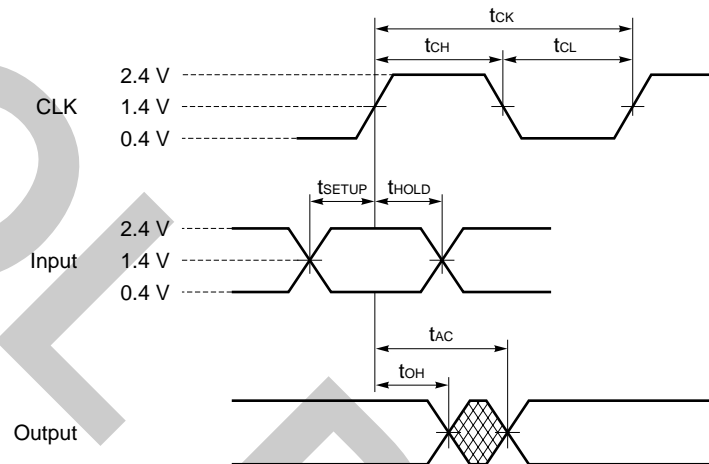 tCK
tCH tCL
2.4 V
CLK 1.4 V
0.4 V
tSETUP tHOLD
2.4 V
Input 1.4 V
0.4 V
tAC
tOH
Output